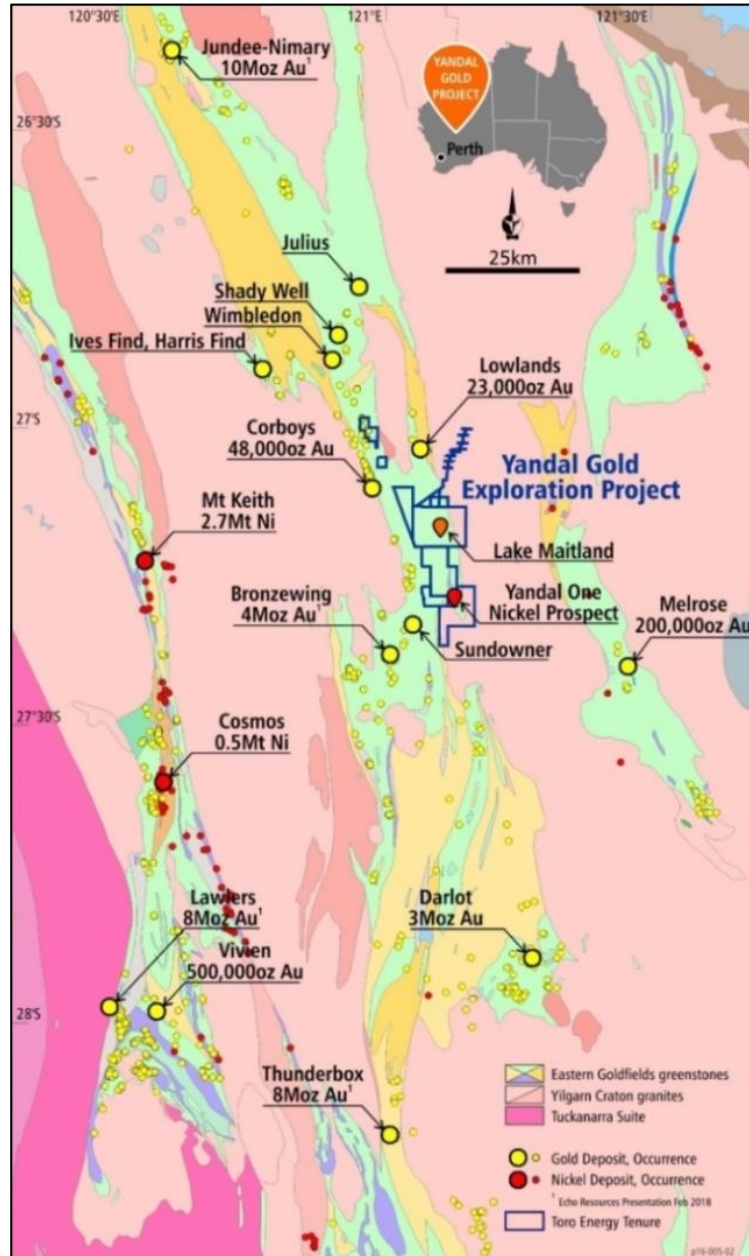 120°30'E
121°E
121°30'E
Jundee-Nimary
10Moz Au¹
YANDAL
GOLD
PROJECT
Perth
26°30'S
25km
Julius
Shady Well
Wimbledon
Ives Find, Harris Find
Lowlands
23,000oz Au
27°S
Corboys
48,000oz Au
Yandal Gold
Exploration Project
Mt Keith
2.7Mt Ni
Lake Maitland
Bronzewing
4Moz Au¹
Yandal One
Nickel Prospect
Melrose
200,000oz Au
Sundowner
27°30'S
Cosmos
0.5Mt Ni
Lawlers
8Moz Au¹
Vivien
500,000oz Au
Darlot
3Moz Au
28°S
Thunderbox
8Moz Au¹
Eastern Goldfields greenstones
Yilgarn Craton granites
Tuckanarra Suite
Gold Deposit, Occurrence
Nickel Deposit, Occurrence
¹ Echo Resources Presentation Feb 2018
Toro Energy Tenure
p16-005-02